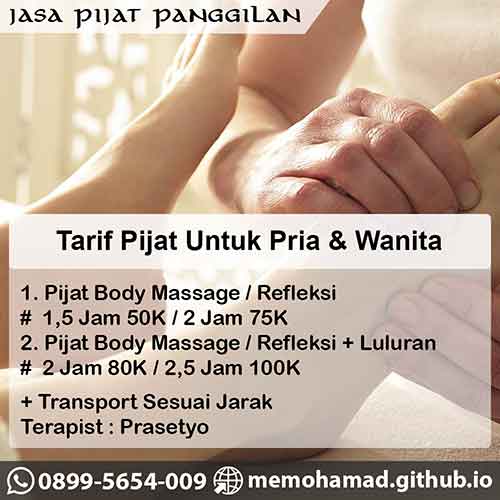 Jasa Pijat Panggilan
Tarif Pijat Untuk Pria & Wanita
1. Pijat Body Massage / Refleksi
# 1,5 Jam 50K / 2 Jam 75K
2. Pijat Body Massage / Refleksi + Luluran
# 2 Jam 80K / 2,5 Jam 100K
+ Transport Sesuai Jarak
Terapist : Prasetyo
0899-5654-009 memohamad.github.io